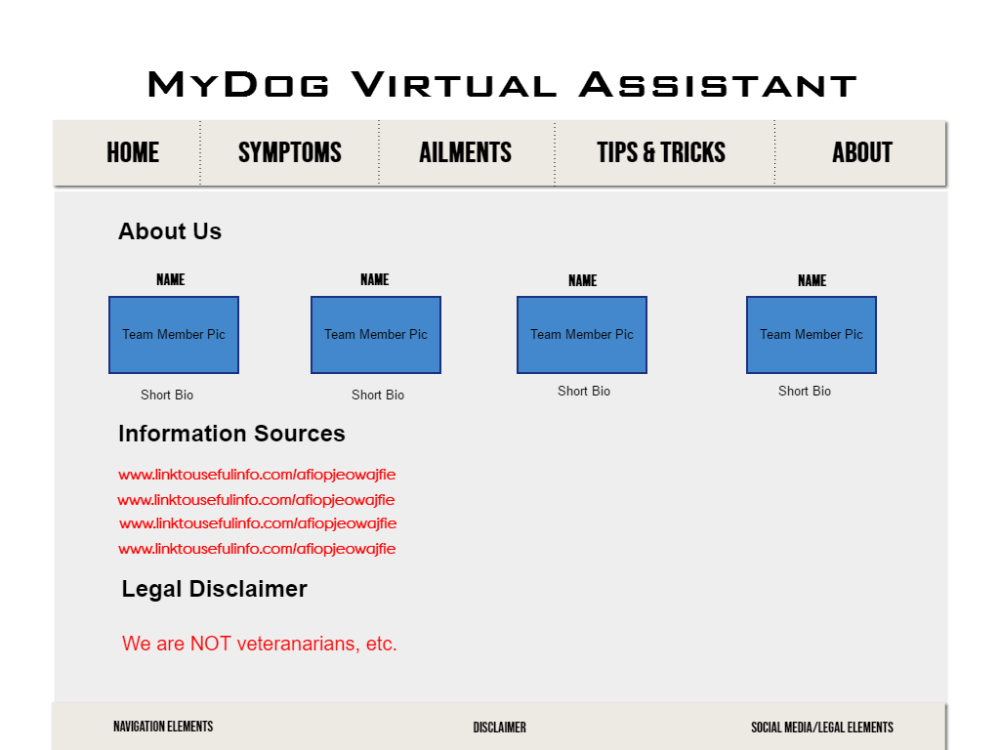 MyDog Virtual Assistant
HOME SYMPTOMS AILMENTS TIPS & TRICKS ABOUT
About Us
NAME NAME NAME NAME
Team Member Pic Team Member Pic Team Member Pic Team Member Pic
Short Bio Short Bio Short Bio Short Bio
Information Sources
www.linktousefulinfo.com/afiopjeowajfie
www.linktousefulinfo.com/afiopjeowajfie
www.linktousefulinfo.com/afiopjeowajfie
www.linktousefulinfo.com/afiopjeowajfie
Legal Disclaimer
We are NOT veteranarians, etc.
NAVIGATION ELEMENTS DISCLAIMER SOCIAL MEDIA/LEGAL ELEMENTS